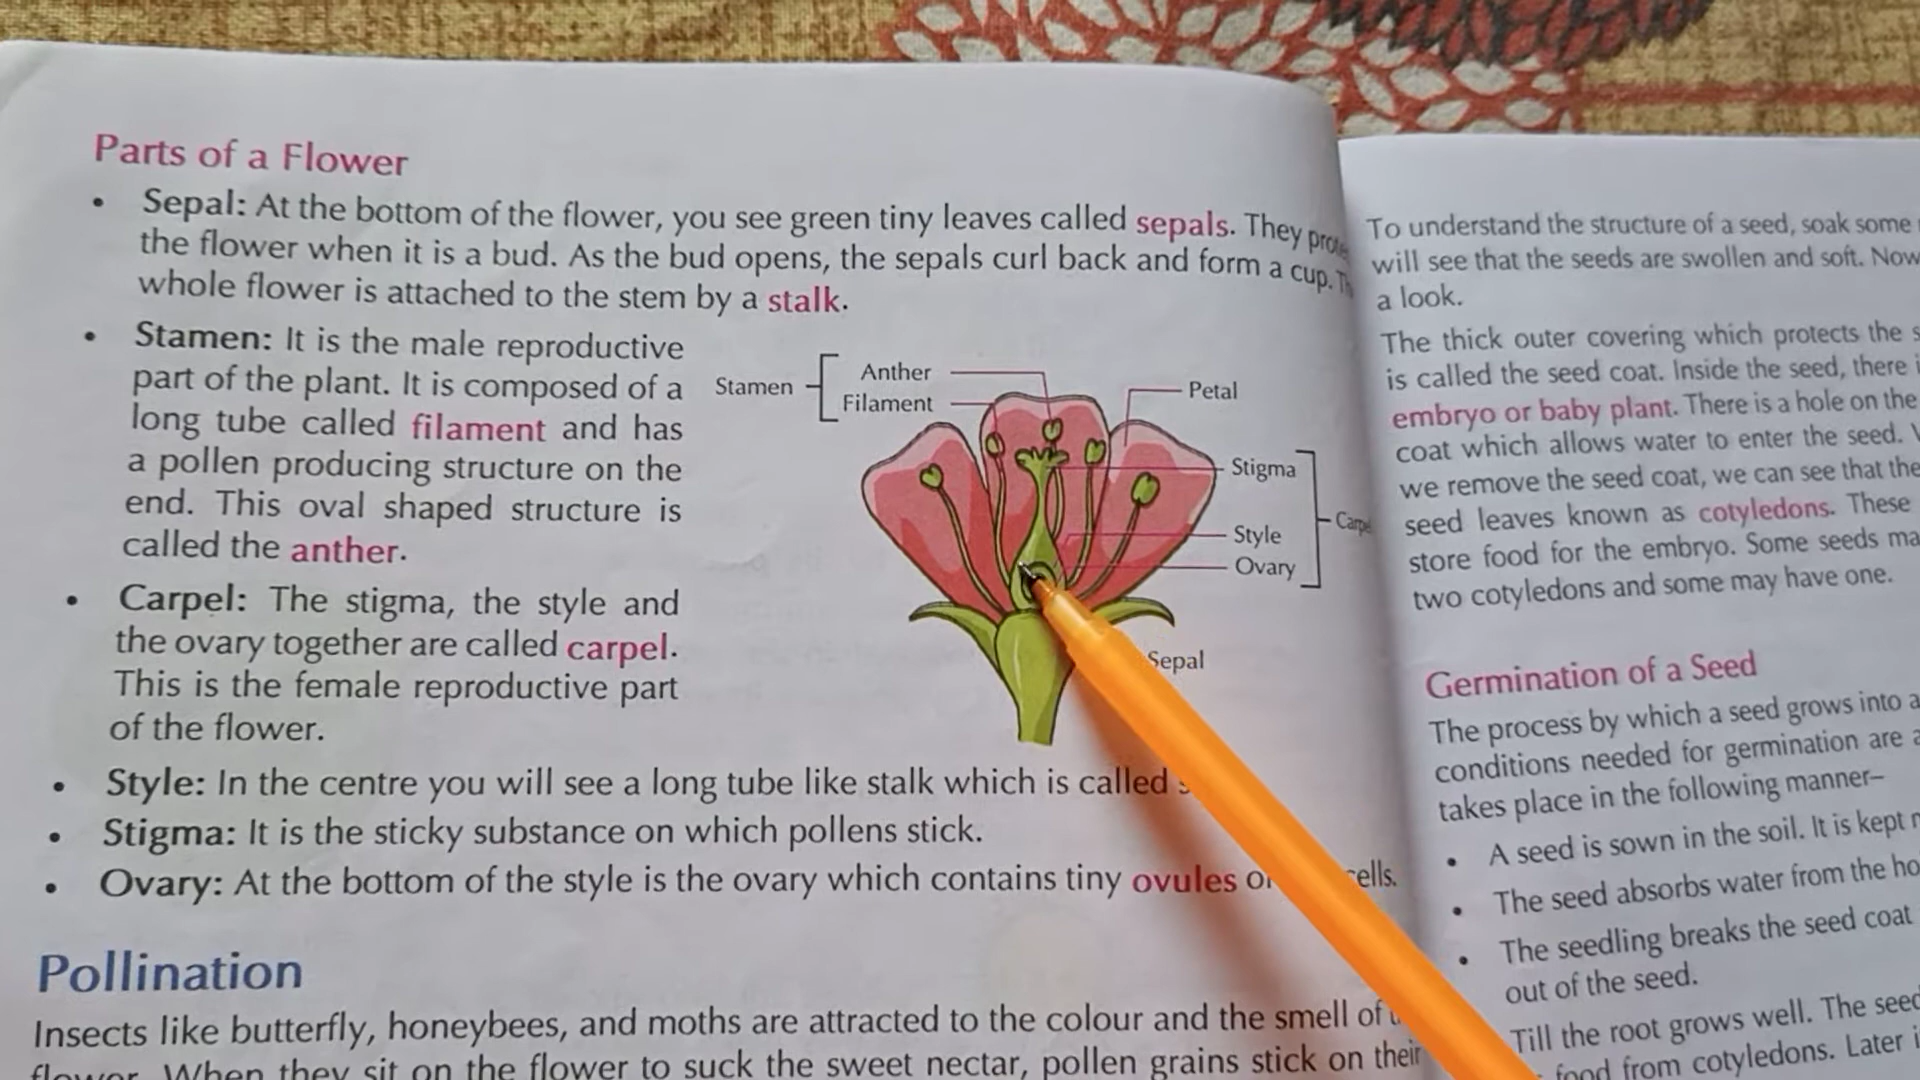 Parts of a Flower
• Sepal: At the bottom of the flower, you see green tiny leaves called sepals. They
the flower when it is a bud. As the bud opens, the sepals curl back and form a cup.
whole flower is attached to the stem by a stalk.
• Stamen: It is the male reproductive
part of the plant. It is composed of a
long tube called filament and has
a pollen producing structure on the
end. This oval shaped structure is
called the anther.
• Carpel: The stigma, the style and
the ovary together are called carpel.
This is the female reproductive part
of the flower.
Stamen
Anther
Filament
Petal
Stigma
Style
Ovary
Sepal
• Style: In the centre you will see a long tube like stalk which is called
• Stigma: It is the sticky substance on which pollens stick.
• Ovary: At the bottom of the style is the ovary which contains tiny ovules
Pollination
Insects like butterfly, honeybees, and moths are attracted to the colour and the smell of
flower. When they sit on the flower to suck the sweet nectar, pollen grains stick on their
To understand the structure of a seed, soak some
will see that the seeds are swollen and soft. Now
a look.
The thick outer covering which protects the
is called the seed coat. Inside the seed, there
embryo or baby plant. There is a hole on the
coat which allows water to enter the seed.
we remove the seed coat, we can see that the
seed leaves known as cotyledons. These
store food for the embryo. Some seeds
two cotyledons and some may have one.
Germination of a Seed
The process by which a seed grows into a
conditions needed for germination are
takes place in the following manner–
• A seed is sown in the soil. It is kept
• The seed absorbs water from the
• The seedling breaks the seed coat
out of the seed.
Till the root grows well. The
food from cotyledons. Later